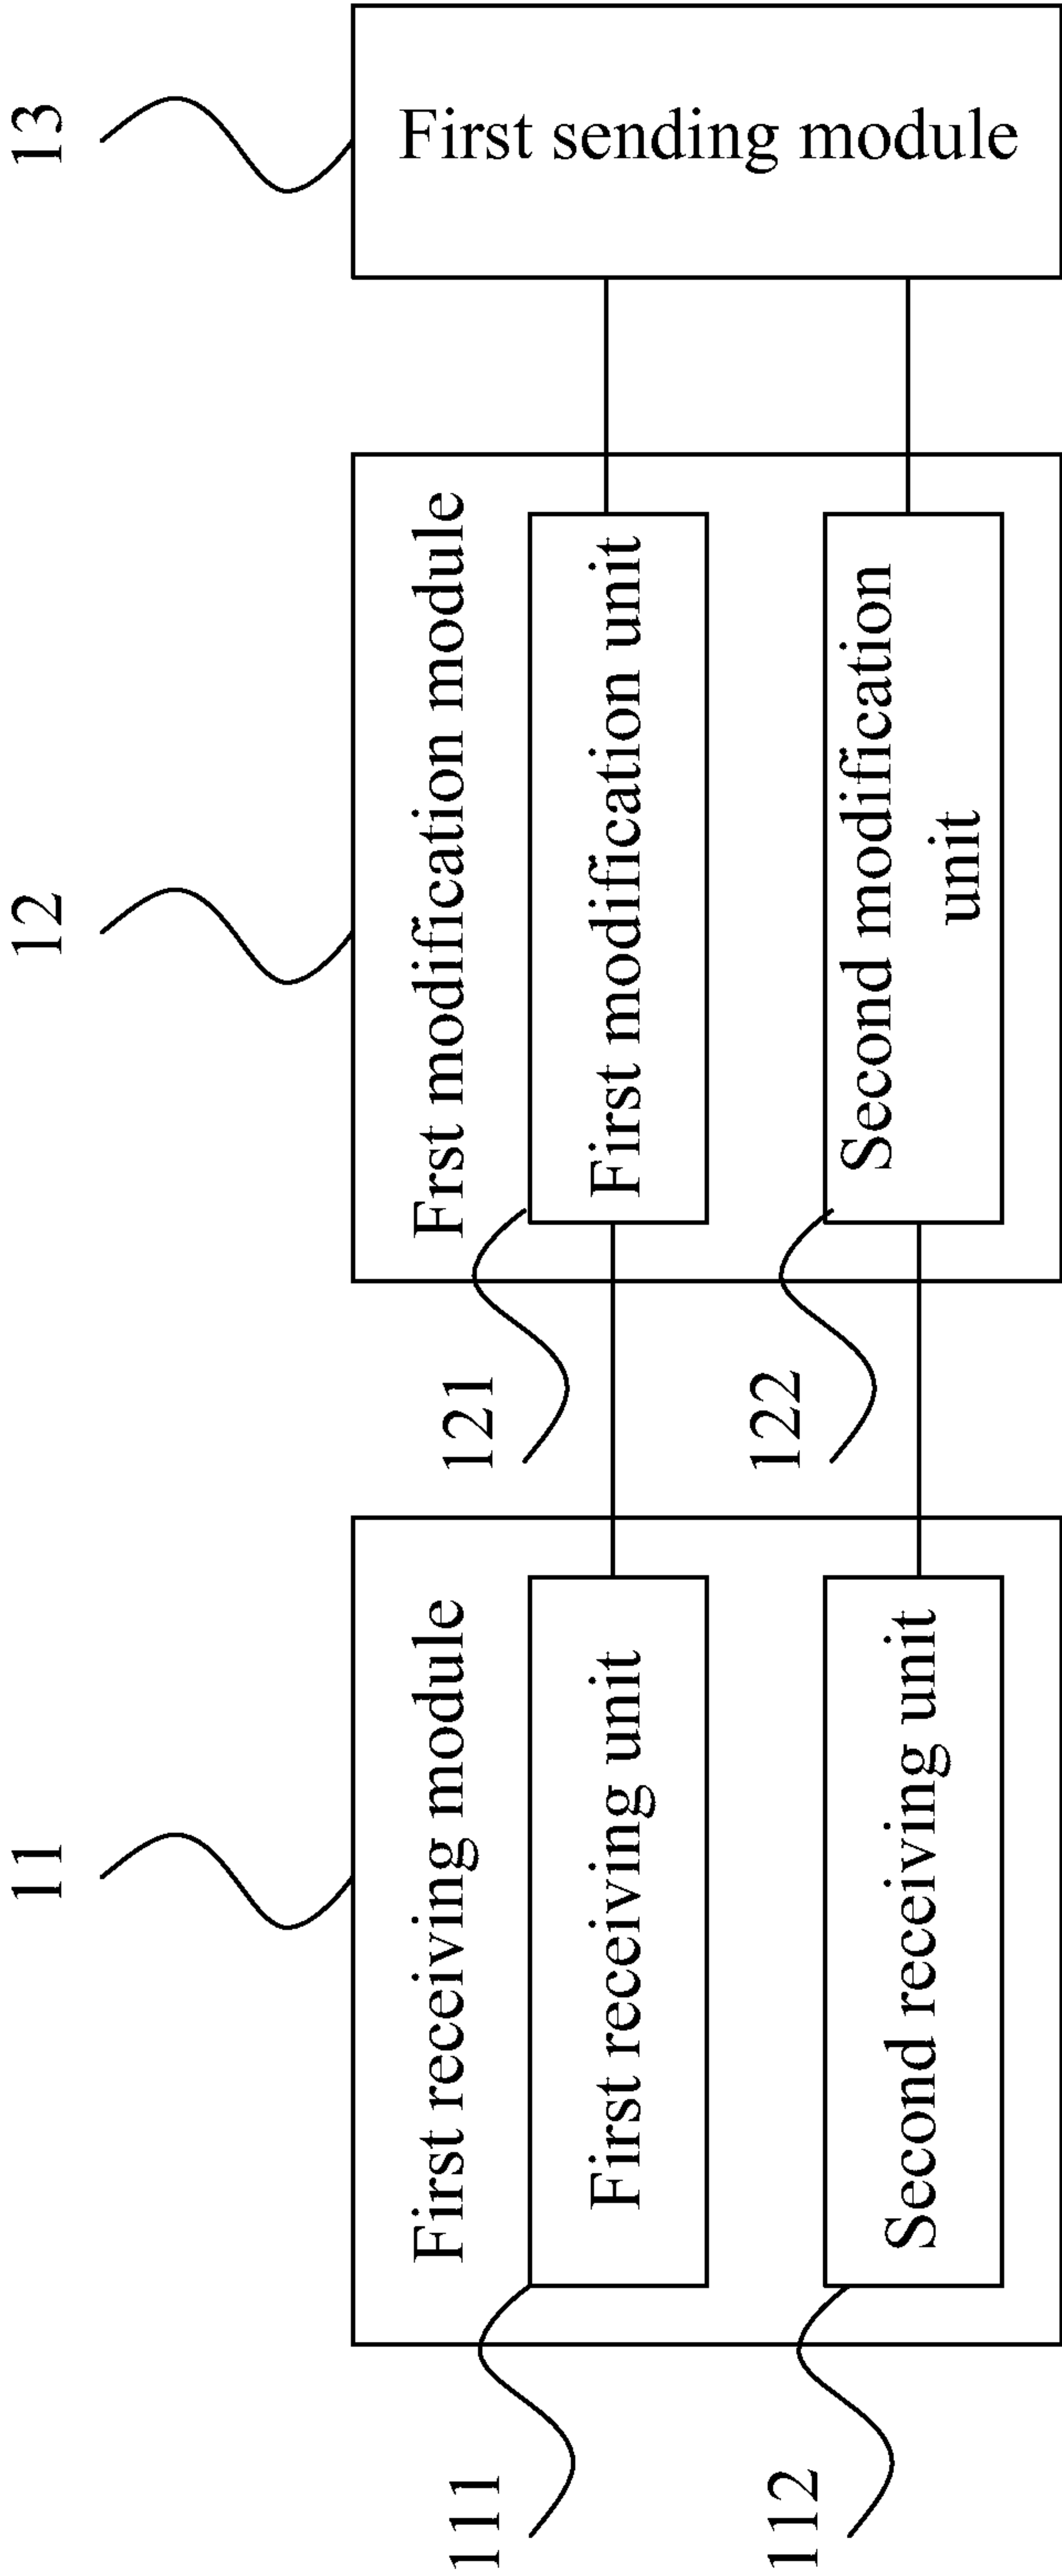 11
12
13
First receiving module
Frst modification module
First sending module
111
First receiving unit
121
First modification unit
112
Second receiving unit
122
Second modification
unit